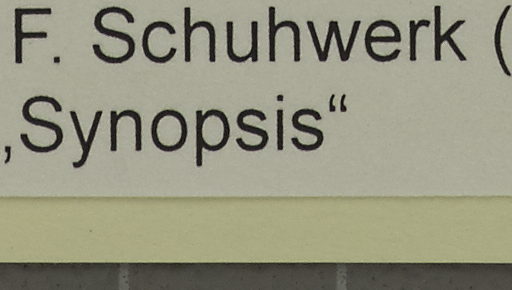 F. Schuhwerk (
„Synopsis“